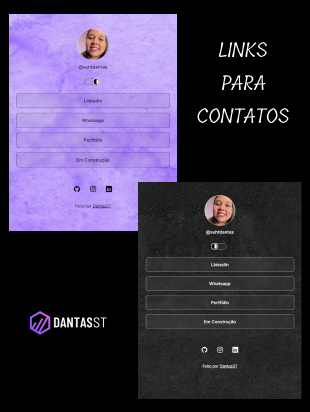 LINKS
PARA
CONTATOS
@suhtdantas
LinkedIn
Whatsapp
Portfólio
Em Construção
Feito por DantasST
@suhtdantas
LinkedIn
Whatsapp
Portfólio
Em Construção
Feito por DantasST
DANTASST